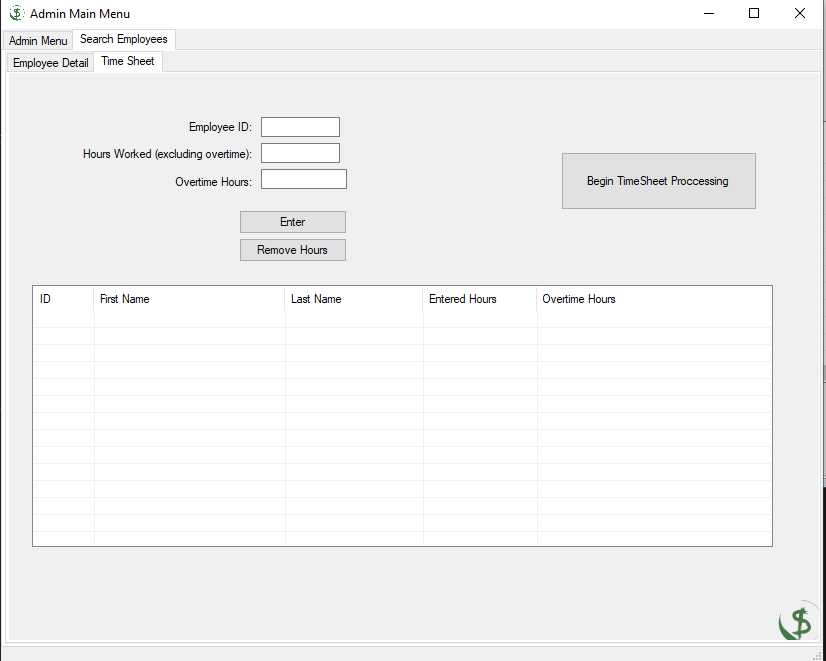 Admin Main Menu
Admin Menu Search Employees
Employee Detail Time Sheet
Employee ID:
Hours Worked (excluding overtime):
Overtime Hours:
Begin TimeSheet Proccessing
Enter
Remove Hours
ID First Name Last Name Entered Hours Overtime Hours